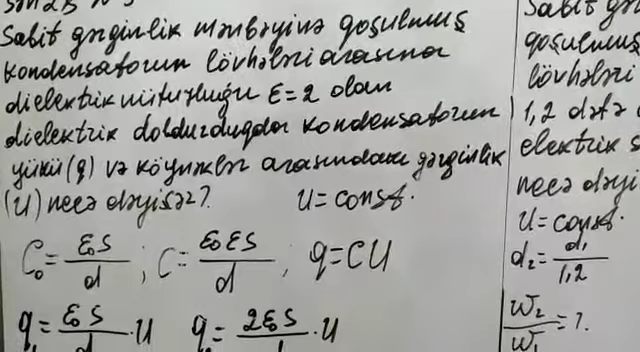 Sabit gərginlik mənbəyinə qoşulmuş
kondensatorun lövhələri arasına
dielektrik nüfuzluğu ε=2 olan
dielektrik doldurduqda kondensatorun
yükü (q) və köynəkləri arasındakı gərginlik
(U) necə dəyişər?. U=const.
C₀ = ε₀S/d ; C = ε₀εS/d ; q=CU
q = ε₀S/d · U q = 2ε₀S/ · U
Sabit
qoşulmuş
lövhələri
1,2 dəfə
elektrik
necə dəyi
U=const.
d₂ = d₁/1,2
W₂/W₁ = ?.